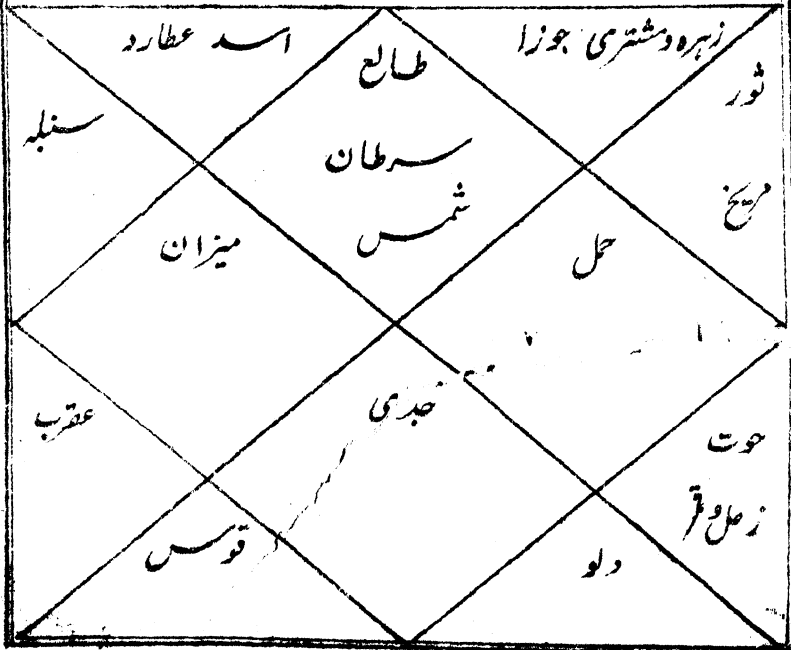 زہرہ و مشتری جوزا
اسد عطارد
طالع
سرطان
شمس
ثور
مریخ
سنبلہ
حمل
میزان
جدی
عقرب
حوت
زحل و قمر
دلو
قوس